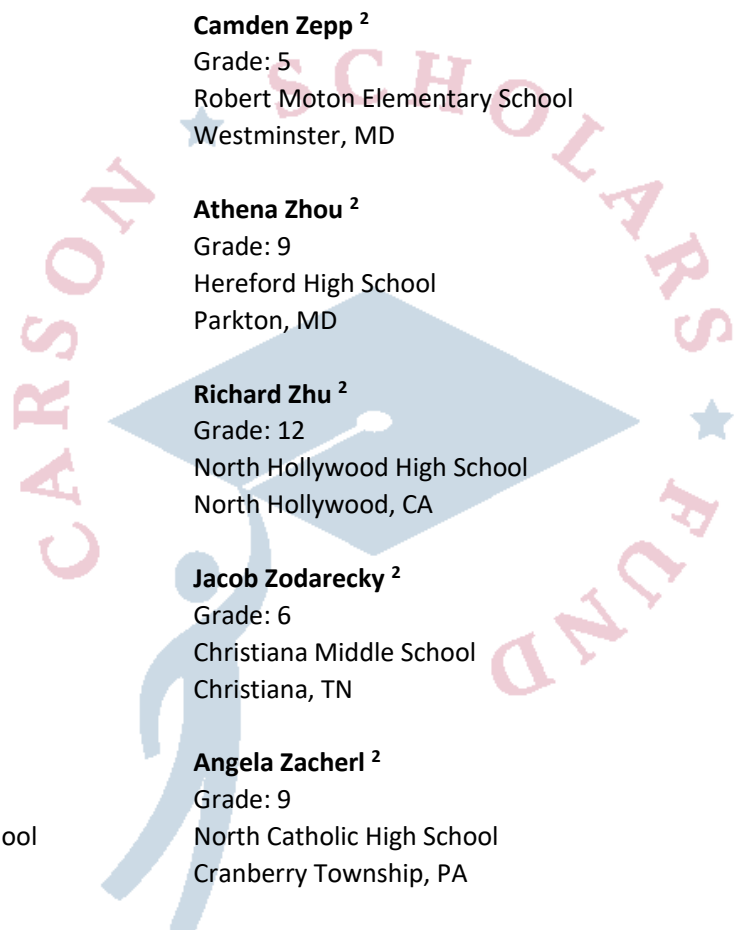 CARSON ★ SCHOLARS ★ FUND
Camden Zepp ²
Grade: 5
Robert Moton Elementary School
Westminster, MD
Athena Zhou ²
Grade: 9
Hereford High School
Parkton, MD
Richard Zhu ²
Grade: 12
North Hollywood High School
North Hollywood, CA
Jacob Zodarecky ²
Grade: 6
Christiana Middle School
Christiana, TN
Angela Zacherl ²
Grade: 9
ool
North Catholic High School
Cranberry Township, PA